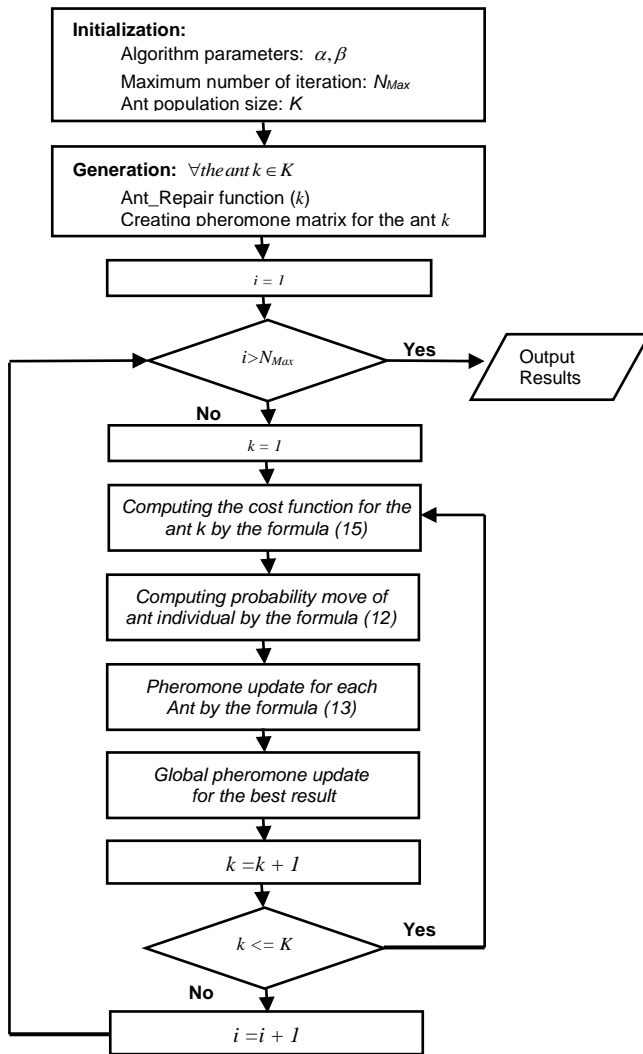 Initialization:
Algorithm parameters: α, β
Maximum number of iteration: NMax
Ant population size: K
Generation: ∀the ant k ∈ K
Ant_Repair function (k)
Creating pheromone matrix for the ant k
i = 1
i>NMax
Yes
Output
Results
No
k = 1
Computing the cost function for the
ant k by the formula (15)
Computing probability move of
ant individual by the formula (12)
Pheromone update for each
Ant by the formula (13)
Global pheromone update
for the best result
k =k + 1
k <= K
Yes
No
i =i + 1